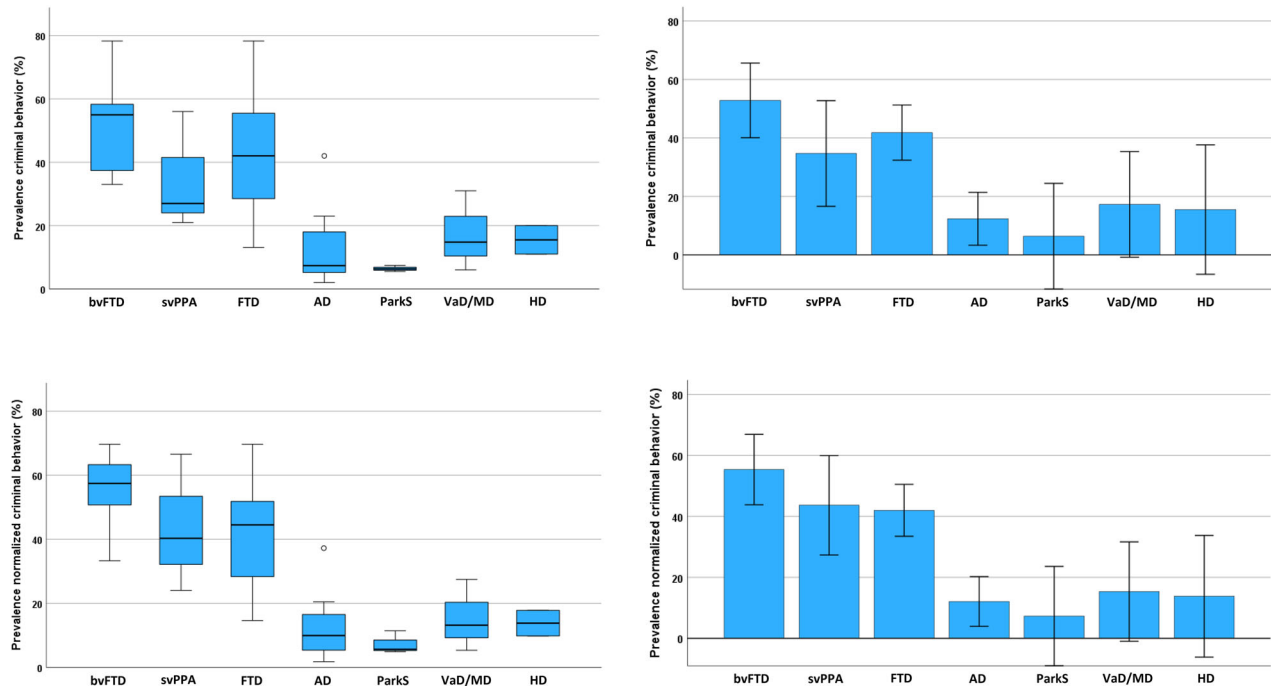 Prevalence criminal behavior (%)
80
60
40
20
0
bvFTD svPPA FTD AD ParkS VaD/MD HD
Prevalence criminal behavior (%)
80
60
40
20
0
bvFTD svPPA FTD AD ParkS VaD/MD HD
Prevalence normalized criminal behavior (%)
80
60
40
20
0
bvFTD svPPA FTD AD ParkS VaD/MD HD
Prevalence normalized criminal behavior (%)
80
60
40
20
0
bvFTD svPPA FTD AD ParkS VaD/MD HD